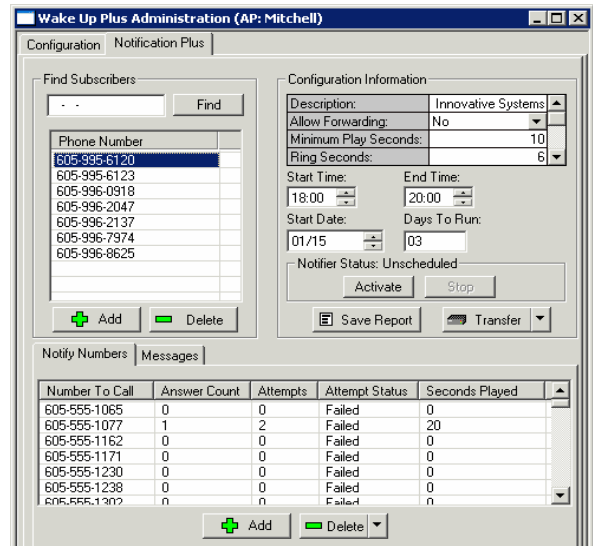 Wake Up Plus Administration (AP: Mitchell)
Configuration Notification Plus
Find Subscribers
- - Find
Phone Number
605-995-6120
605-995-6123
605-996-0918
605-996-2047
605-996-2137
605-996-7974
605-996-8625
Add Delete
Configuration Information
Description: Innovative Systems
Allow Forwarding: No
Minimum Play Seconds: 10
Ring Seconds: 6
Start Time: End Time:
18:00 20:00
Start Date: Days To Run:
01/15 03
Notifier Status: Unscheduled
Activate Stop
Save Report Transfer
Notify Numbers Messages
Number To Call Answer Count Attempts Attempt Status Seconds Played
605-555-1065 0 0 Failed 0
605-555-1077 1 2 Failed 20
605-555-1162 0 0 Failed 0
605-555-1171 0 0 Failed 0
605-555-1230 0 0 Failed 0
605-555-1238 0 0 Failed 0
605-555-1302 0 0 Failed 0
Add Delete